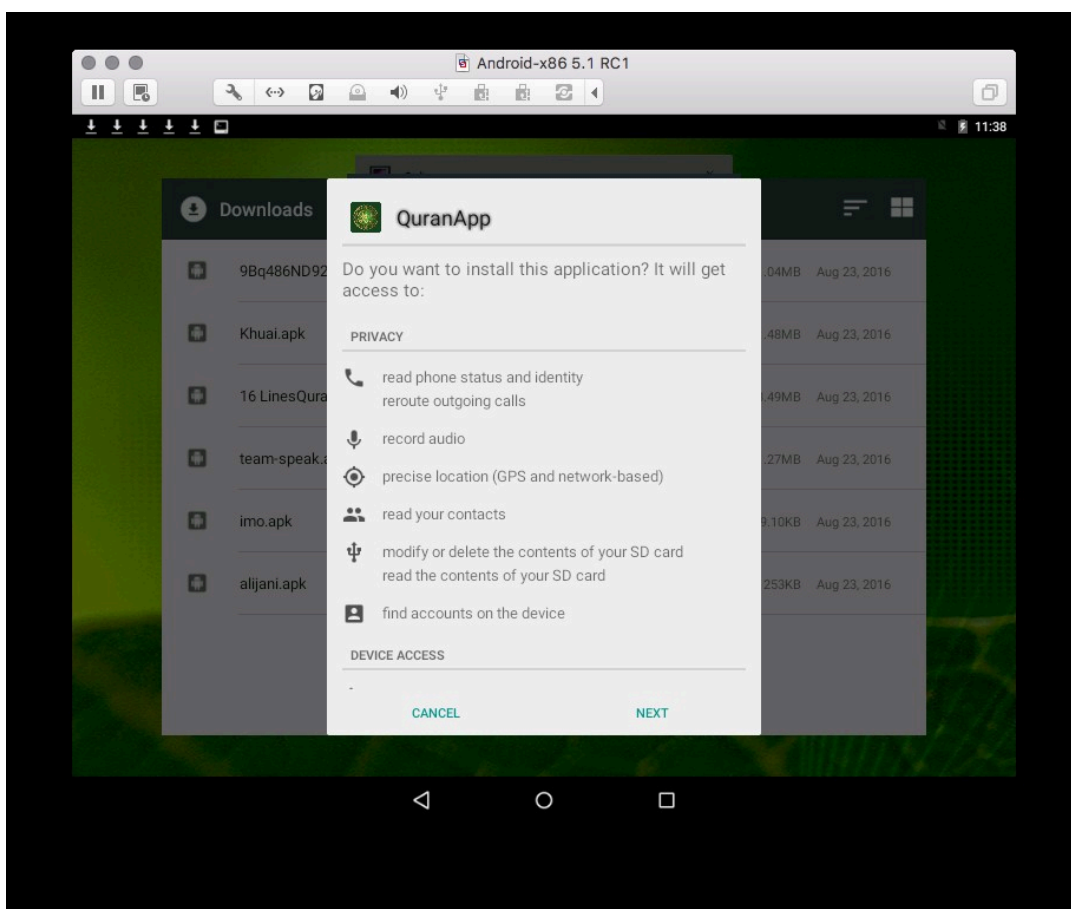 Android-x86 5.1 RC1
11:38
Downloads
QuranApp
Do you want to install this application? It will get
access to:
PRIVACY
read phone status and identity
reroute outgoing calls
record audio
precise location (GPS and network-based)
read your contacts
modify or delete the contents of your SD card
read the contents of your SD card
find accounts on the device
DEVICE ACCESS
CANCEL NEXT
9Bq486ND92 .04MB Aug 23, 2016
Khuai.apk .48MB Aug 23, 2016
16 LinesQura .49MB Aug 23, 2016
team-speak.a .27MB Aug 23, 2016
imo.apk 9.10KB Aug 23, 2016
alijani.apk 253KB Aug 23, 2016